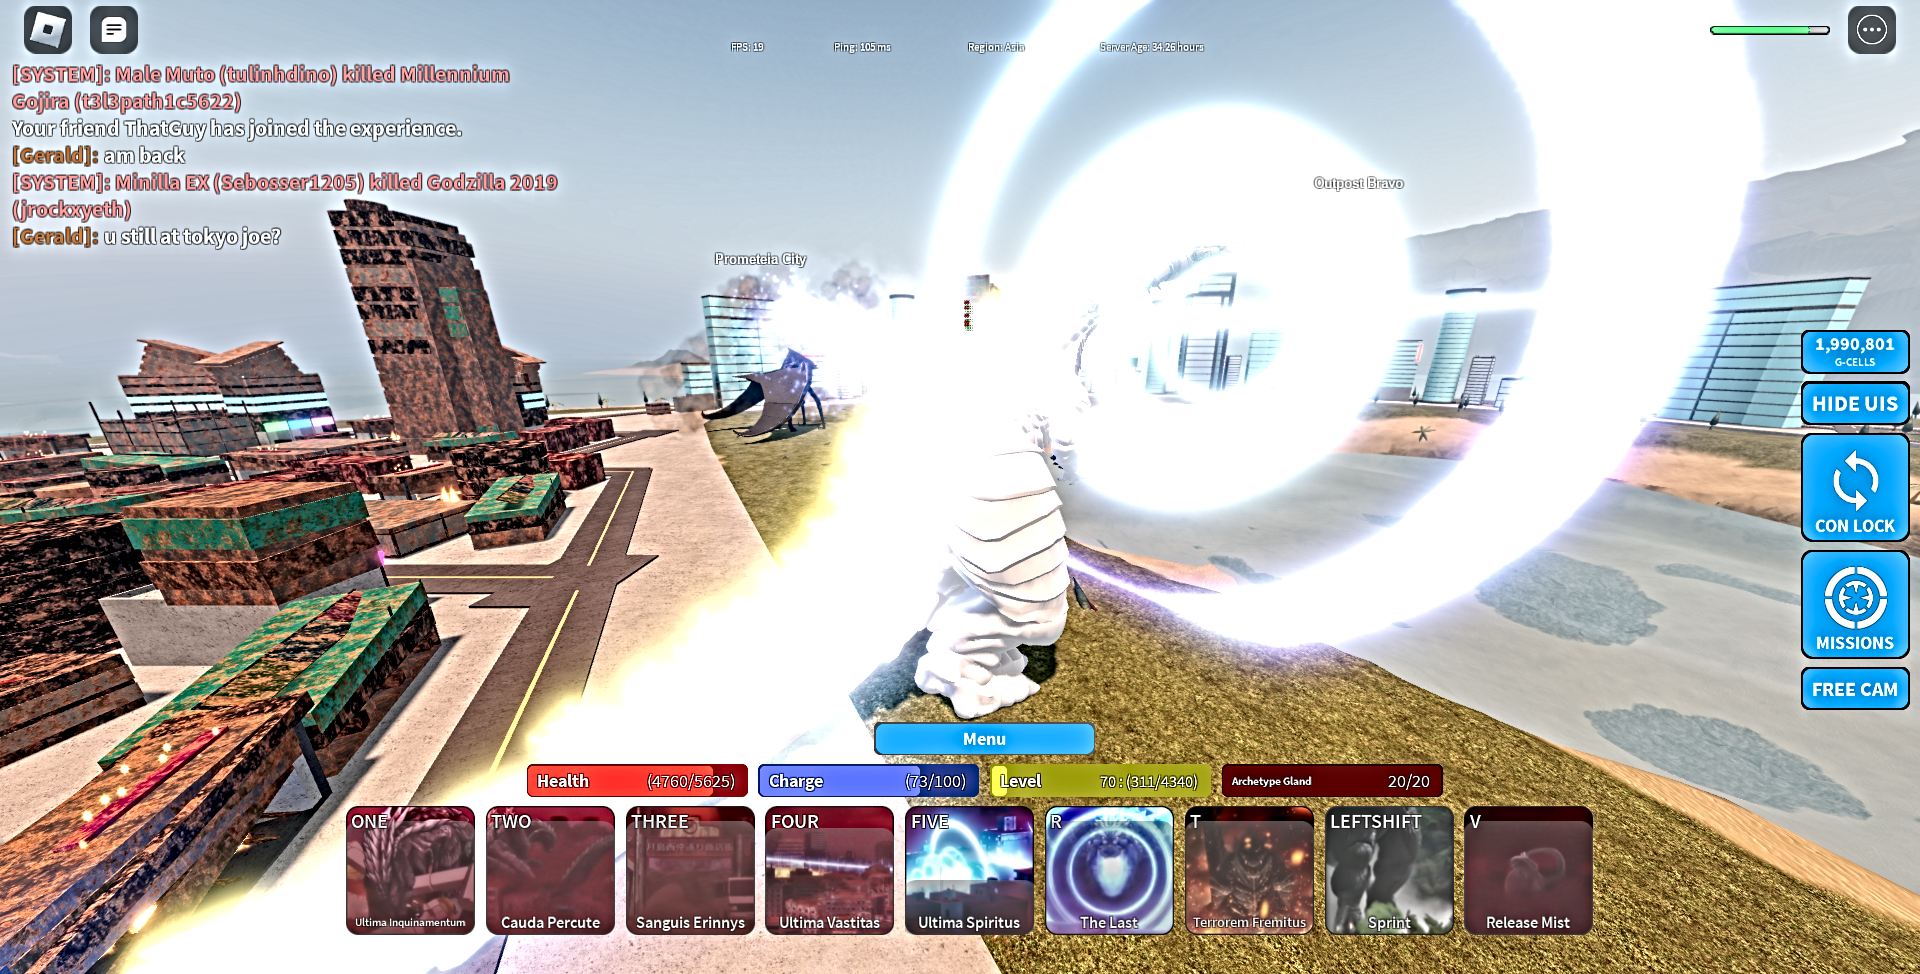 FPS: 19
Ping: 105 ms
Region: Asia
Server Age: 34.26 hours
[SYSTEM]: Male Muto (tulinhdino) killed Millennium
Gojira (t3l3path1c5622)
Your friend ThatGuy has joined the experience.
[Gerald]: am back
[SYSTEM]: Minilla EX (Sebosser1205) killed Godzilla 2019
(jrockxyeth)
[Gerald]: u still at tokyo joe?
Outpost Bravo
Prometeia City
1,990,801
G-CELLS
HIDE UIS
CON LOCK
MISSIONS
FREE CAM
Menu
Health (4760/5625)
Charge (73/100)
Level 70:(311/4340)
Archetype Gland 20/20
ONE
Ultima Inquinamentum
TWO
Cauda Percute
THREE
Sanguis Erinnys
FOUR
Ultima Vastitas
FIVE
Ultima Spiritus
R
The Last
T
Terrorem Fremitus
LEFTSHIFT
Sprint
V
Release Mist